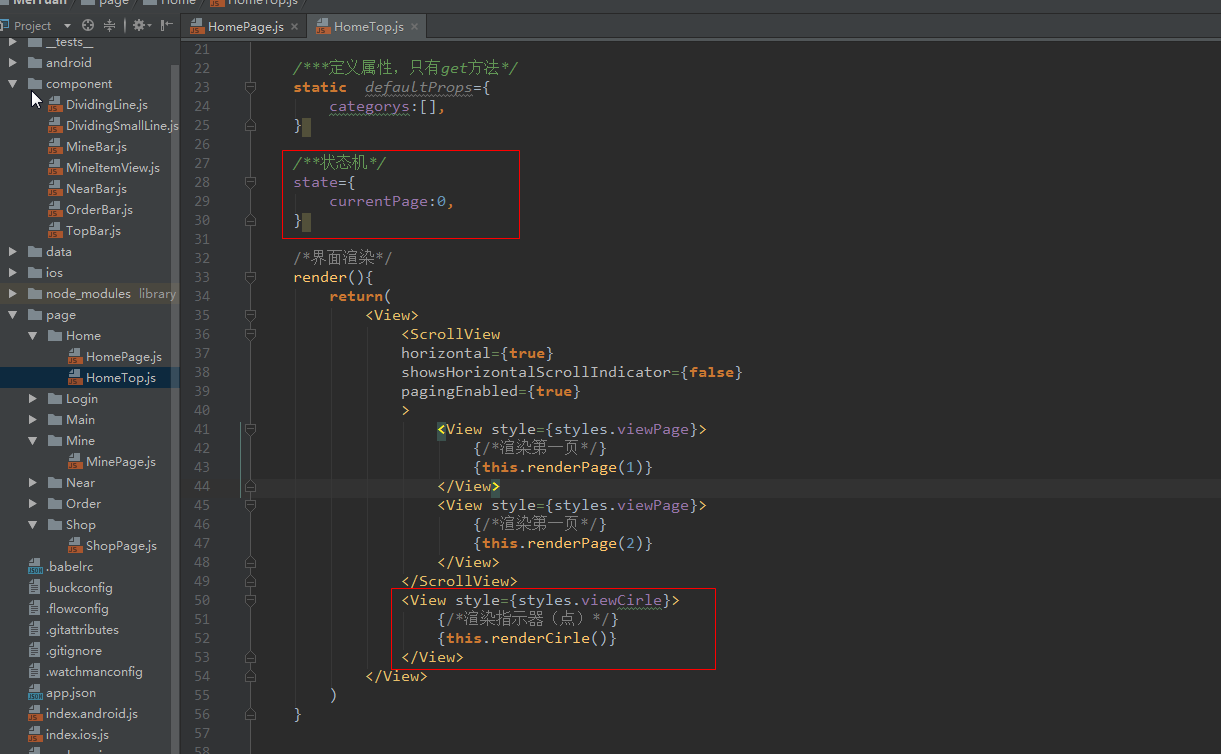 MeiTuan page Home HomeTop.js
Project
HomePage.js
HomeTop.js
__tests__
android
component
DividingLine.js
DividingSmallLine.js
MineBar.js
MineItemView.js
NearBar.js
OrderBar.js
TopBar.js
data
ios
node_modules library
page
Home
HomePage.js
HomeTop.js
Login
Main
Mine
MinePage.js
Near
Order
Shop
ShopPage.js
.babelrc
.buckconfig
.flowconfig
.gitattributes
.gitignore
.watchmanconfig
app.json
index.android.js
index.ios.js
21
22 /***定义属性，只有get方法*/
23 static defaultProps={
24 categorys:[],
25 }
26
27 /**状态机*/
28 state={
29 currentPage:0,
30 }
31
32 /*界面渲染*/
33 render(){
34 return(
35 <View>
36 <ScrollView
37 horizontal={true}
38 showsHorizontalScrollIndicator={false}
39 pagingEnabled={true}
40 >
41 <View style={styles.viewPage}>
42 {/*渲染第一页*/}
43 {this.renderPage(1)}
44 </View>
45 <View style={styles.viewPage}>
46 {/*渲染第一页*/}
47 {this.renderPage(2)}
48 </View>
49 </ScrollView>
50 <View style={styles.viewCirle}>
51 {/*渲染指示器（点）*/}
52 {this.renderCirle()}
53 </View>
54 </View>
55 )
56 }
57
58